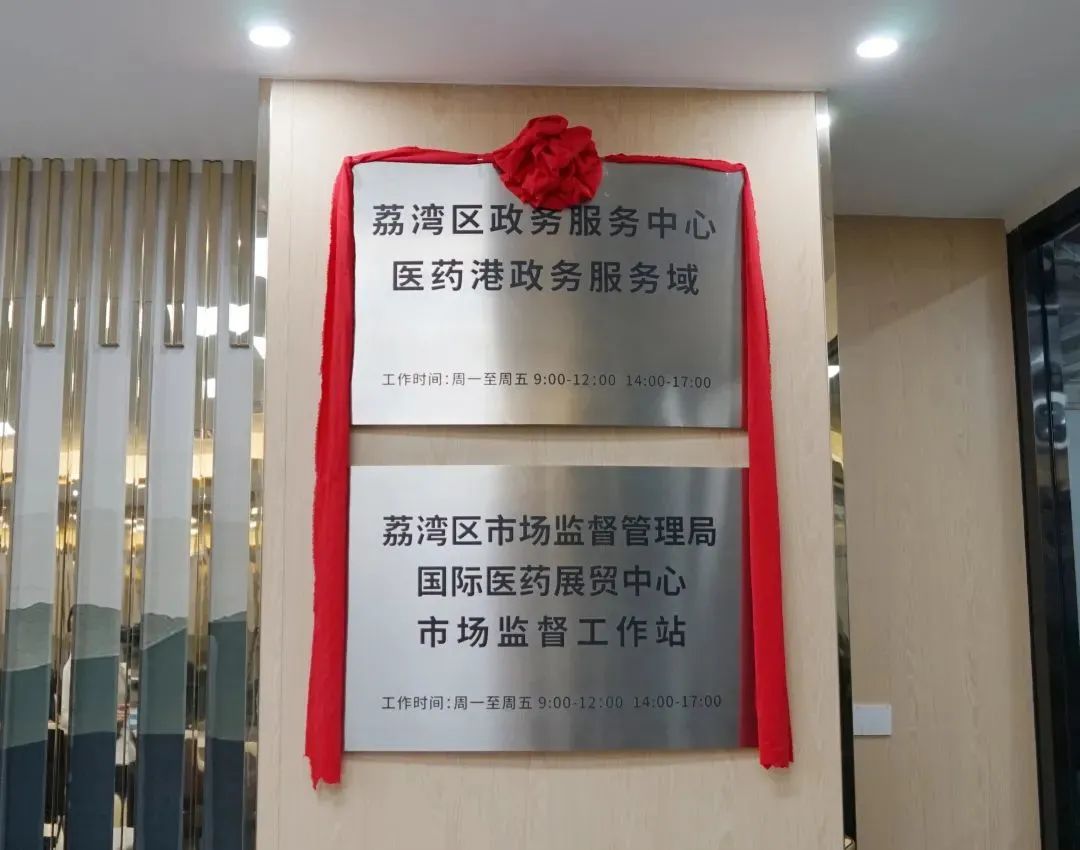 荔湾区政务服务中心
医药港政务服务域
工作时间:周一至周五 9:00-12:00 14:00-17:00
荔湾区市场监督管理局
国际医药展贸中心
市场监督工作站
工作时间:周一至周五 9:00-12:00 14:00-17:00